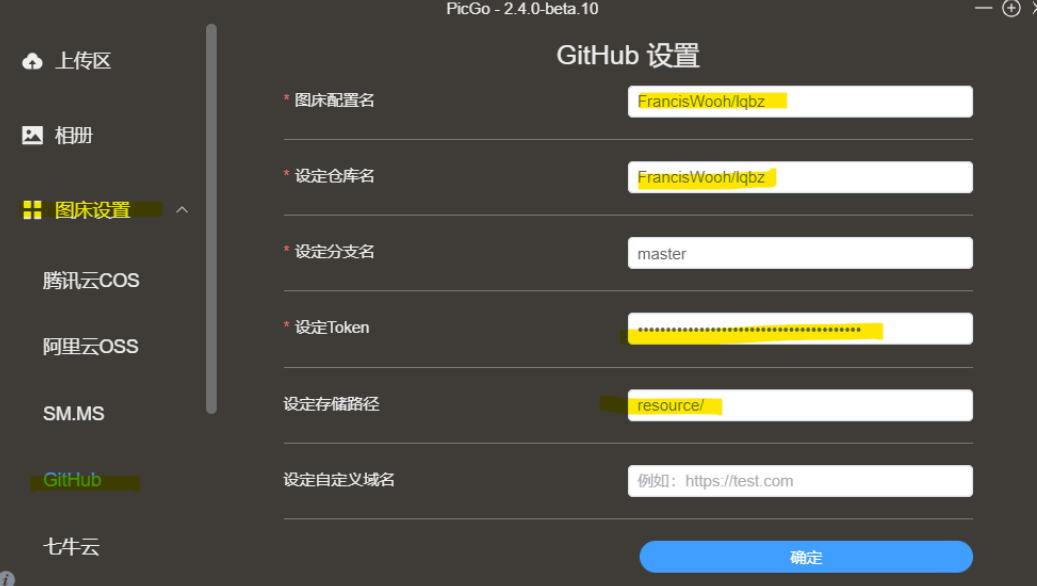 PicGo - 2.4.0-beta.10
上传区
相册
图床设置
腾讯云COS
阿里云OSS
SM.MS
GitHub
七牛云
GitHub 设置
* 图床配置名
FrancisWooh/lqbz
* 设定仓库名
FrancisWooh/lqbz
* 设定分支名
master
* 设定Token
••••••••••••••••••••••••••••••••••••••••
设定存储路径
resource/
设定自定义域名
例如：https://test.com
确定